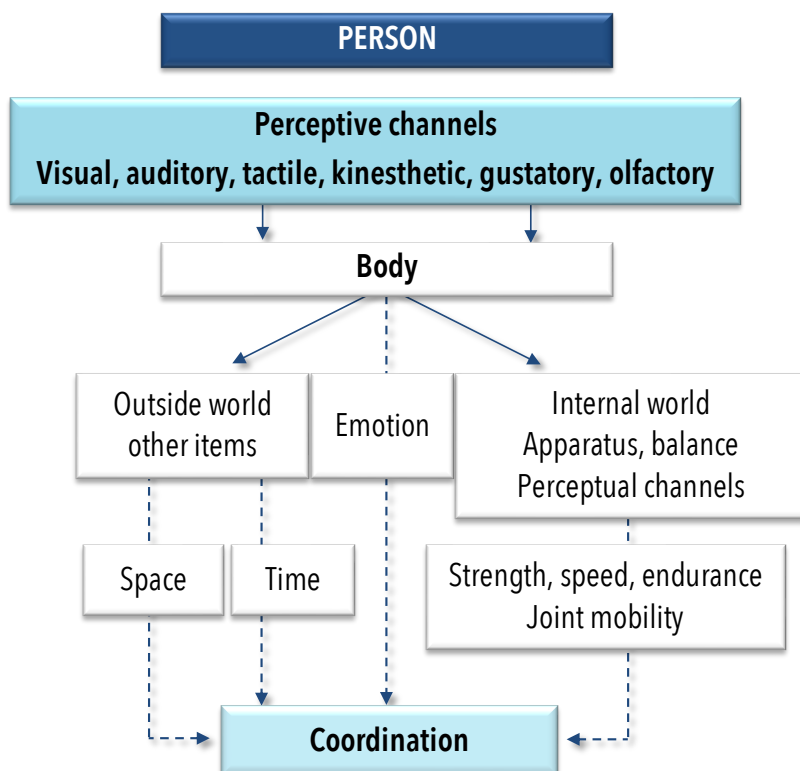 PERSON
Perceptive channels
Visual, auditory, tactile, kinesthetic, gustatory, olfactory
Body
Outside world
other items
Emotion
Internal world
Apparatus, balance
Perceptual channels
Space
Time
Strength, speed, endurance
Joint mobility
Coordination